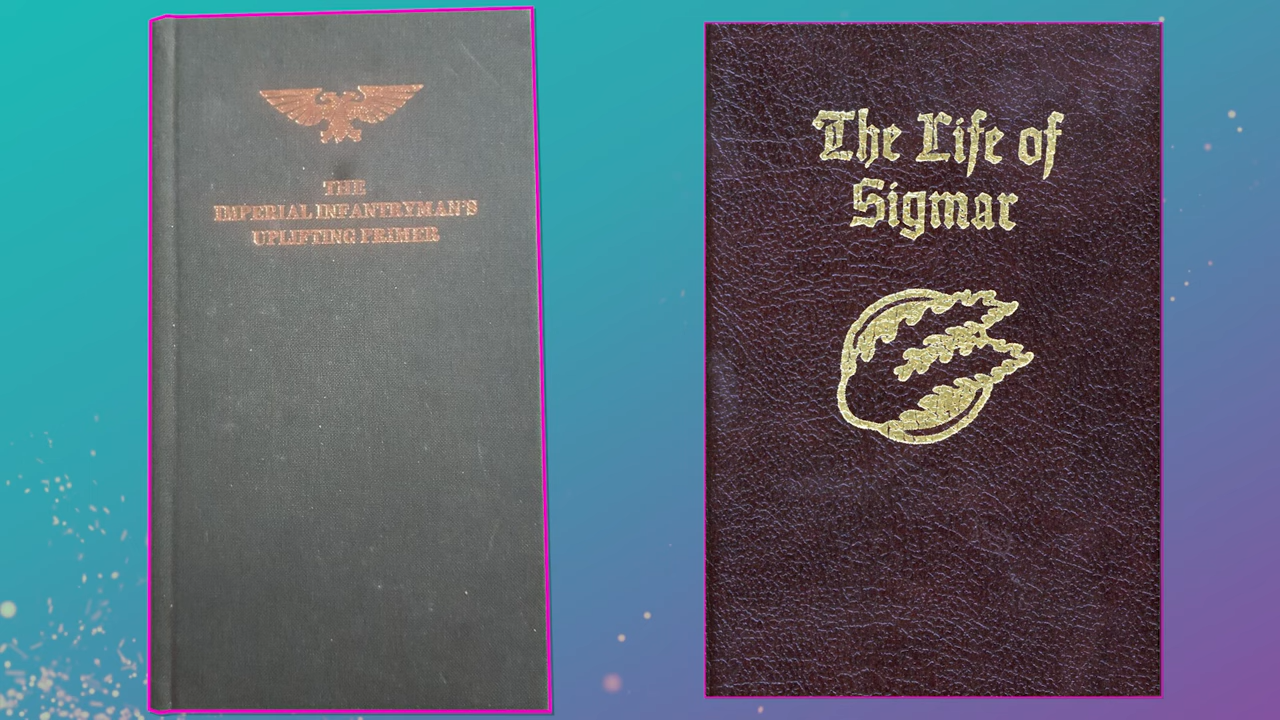 THE
IMPERIAL INFANTRYMAN'S
UPLIFTING PRIMER
The Life of
Sigmar